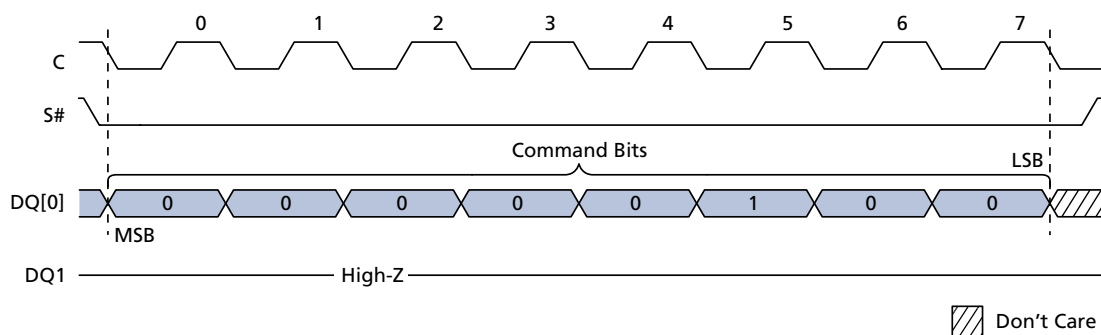 0 1 2 3 4 5 6 7
C
S#
Command Bits
LSB
DQ[0] 0 0 0 0 0 1 0 0
MSB
DQ1 High-Z
Don't Care